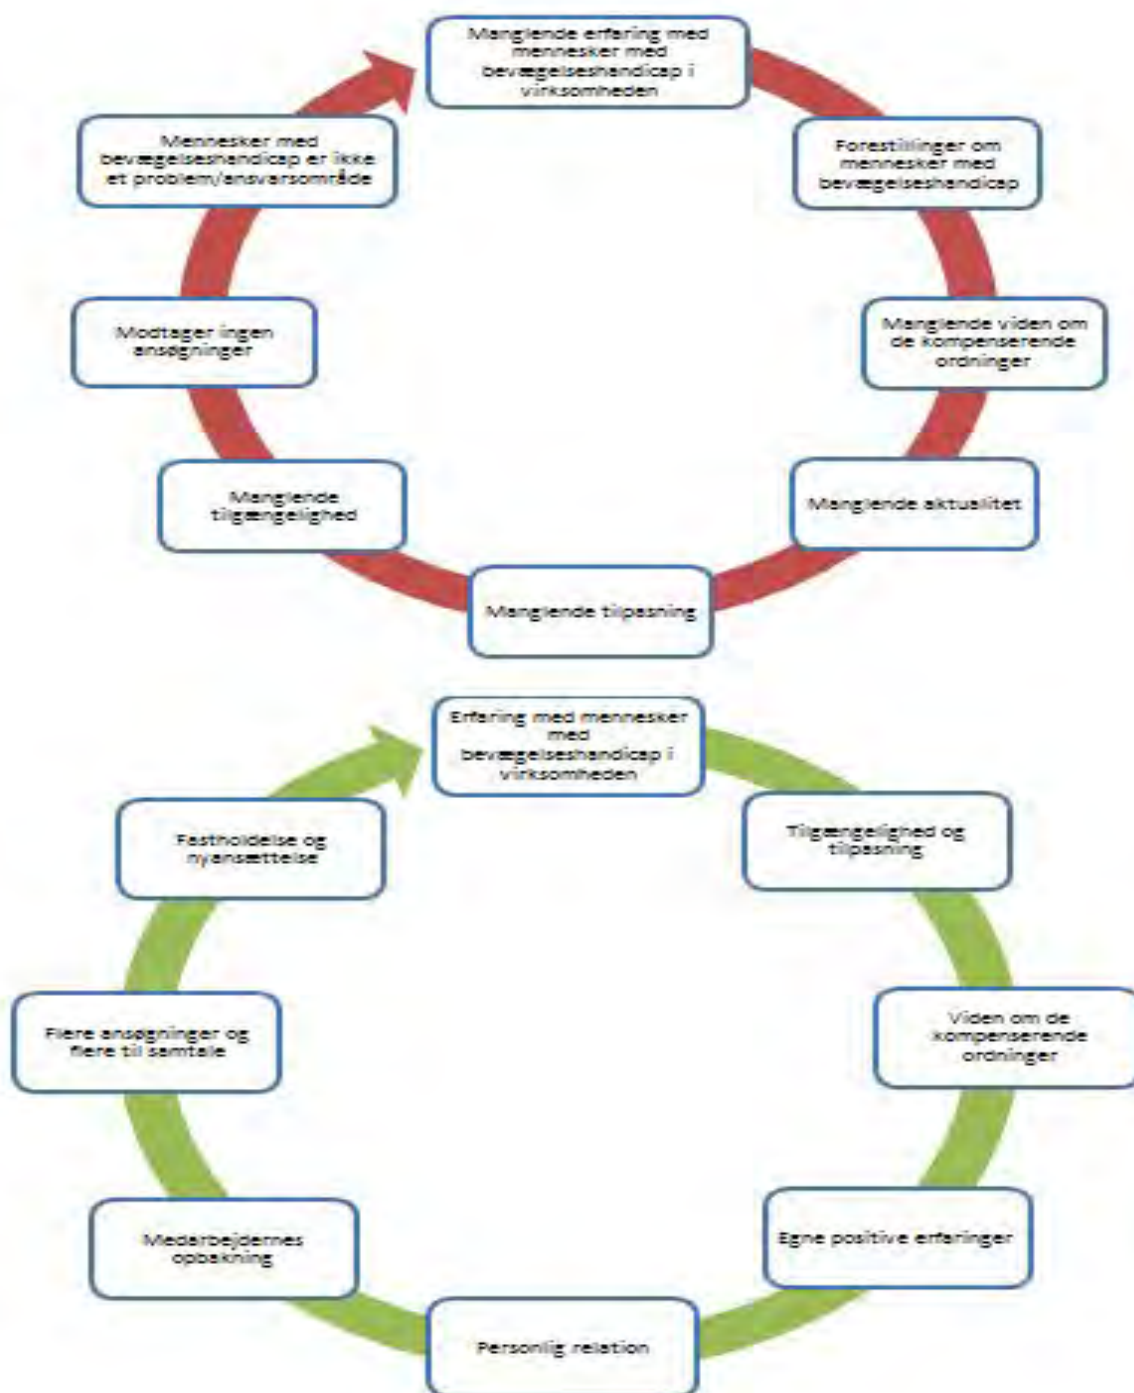 Manglende erfaring med
mennesker med
bevægelseshandicap i
virksomheden
Forestillinger om
mennesker med
bevægelseshandicap
Manglende viden om
de kompenserende
ordninger
Manglende aktualitet
Manglende tilpasning
Manglende
tilgængelighed
Modtager ingen
ansøgninger
Mennesker med
bevægelseshandicap er ikke
et problem/ansvarsområde
Erfaring med mennesker
med
bevægelseshandicap i
virksomheden
Tilgængelighed og
tilpasning
Viden om de
kompenserende
ordninger
Egne positive erfaringer
Personlig relation
Medarbejdernes
opbakning
Flere ansøgninger og
flere til samtale
Fastholdelse og
nyansættelse